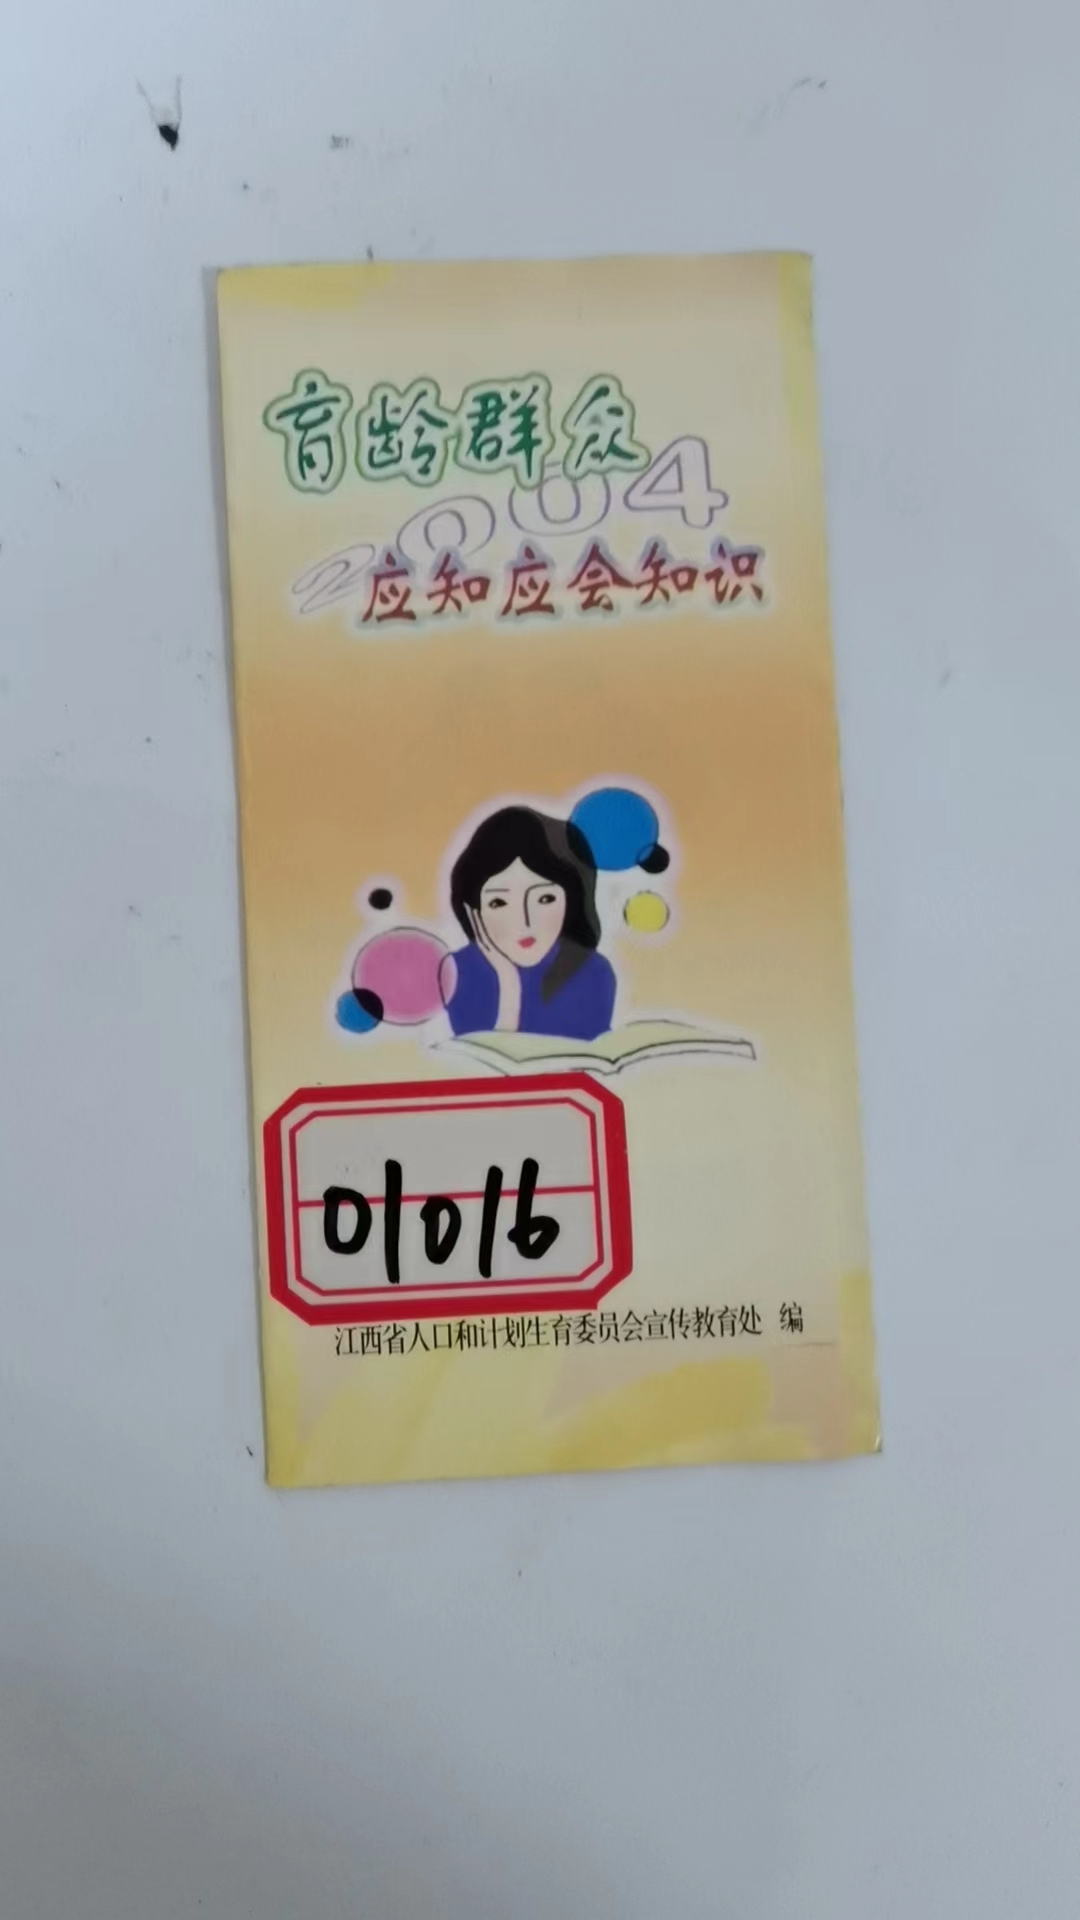 育龄群众
2004
应知应会知识
01016
江西省人口和计划生育委员会宣传教育处 编